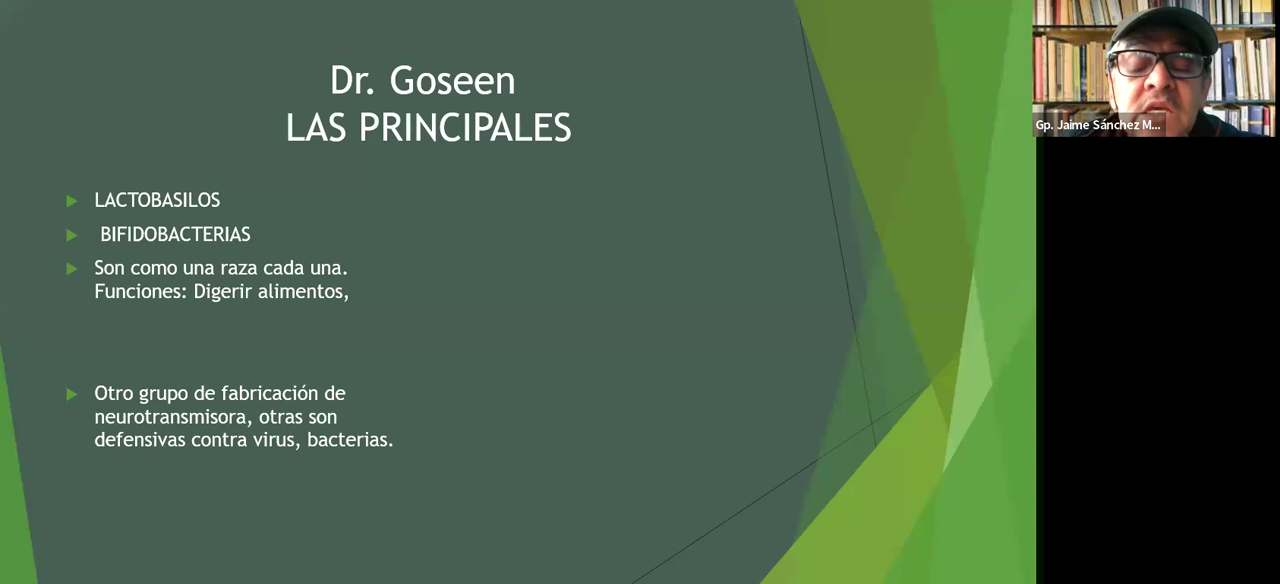 Dr. Goseen
LAS PRINCIPALES
LACTOBASILOS
BIFIDOBACTERIAS
Son como una raza cada una.
Funciones: Digerir alimentos,
Otro grupo de fabricación de
neurotransmisora, otras son
defensivas contra virus, bacterias.
Gp. Jaime Sánchez M...